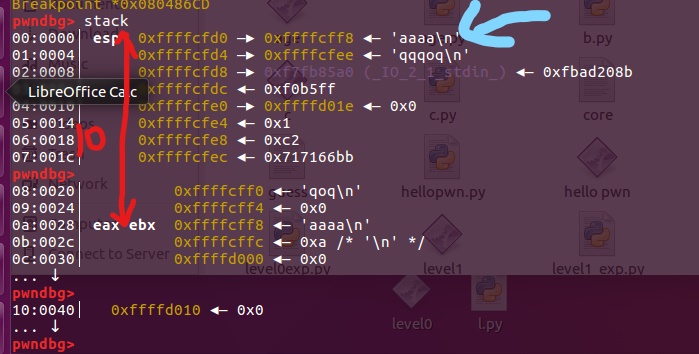 Breakpoint *0x080486CD
pwndbg> stack
00:0000│ esp 0xffffcfd0 —▸ 0xffffcff8 ◂— 'aaaa\n'
01:0004│ 0xffffcfd4 —▸ 0xffffcfee ◂— 'qqqoq\n'
02:0008│ 0xffffcfd8 —▸ 0xf7fb85a0 (_IO_2_1_stdin_) ◂— 0xfbad208b
LibreOffice Calc
0xffffcfdc ◂— 0xf0b5ff
04:0010│ 0xffffcfe0 —▸ 0xffffd01e ◂— 0x0
05:0014│ 0xffffcfe4 ◂— 0x1
06:0018│ 0xffffcfe8 ◂— 0xc2
07:001c│ 0xffffcfec ◂— 0x717166bb
10
pwndbg>
08:0020│ 0xffffcff0 ◂— 'qoq\n'
09:0024│ 0xffffcff4 ◂— 0x0
0a:0028│ eax ebx 0xffffcff8 ◂— 'aaaa\n'
0b:002c│ 0xffffcffc ◂— 0xa /* '\n' */
0c:0030│ 0xffffd000 ◂— 0x0
... ↓
pwndbg>
10:0040│ 0xffffd010 ◂— 0x0
... ↓
pwndbg>
b.py
c.py
core
hellopwn.py
hello pwn
Connect to Server
level0exp.py
level1
level1_exp.py
level0
l.py